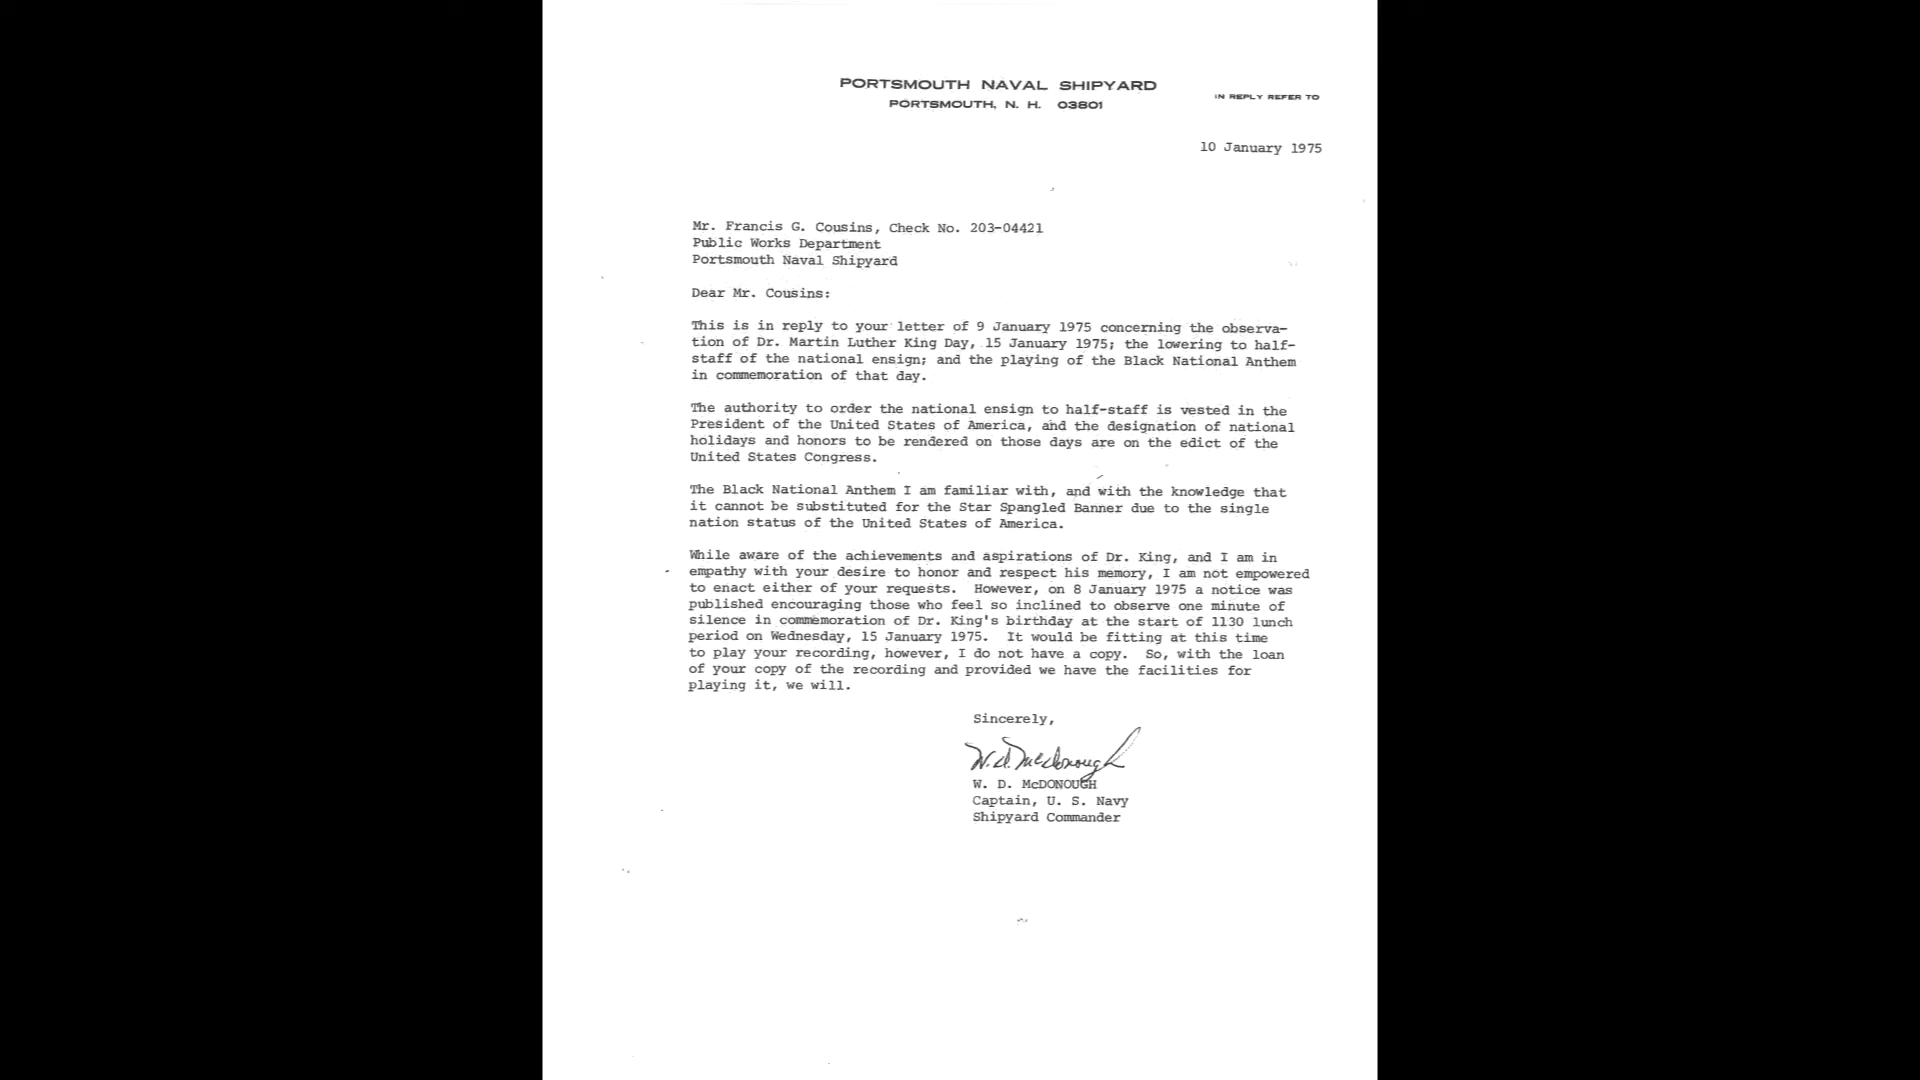 PORTSMOUTH NAVAL SHIPYARD
PORTSMOUTH, N. H. 03801
IN REPLY REFER TO
10 January 1975
Mr. Francis G. Cousins, Check No. 203-04421
Public Works Department
Portsmouth Naval Shipyard
Dear Mr. Cousins:
This is in reply to your letter of 9 January 1975 concerning the observa-
tion of Dr. Martin Luther King Day, 15 January 1975; the lowering to half-
staff of the national ensign; and the playing of the Black National Anthem
in commemoration of that day.
The authority to order the national ensign to half-staff is vested in the
President of the United States of America, and the designation of national
holidays and honors to be rendered on those days are on the edict of the
United States Congress.
The Black National Anthem I am familiar with, and with the knowledge that
it cannot be substituted for the Star Spangled Banner due to the single
nation status of the United States of America.
While aware of the achievements and aspirations of Dr. King, and I am in
empathy with your desire to honor and respect his memory, I am not empowered
to enact either of your requests.  However, on 8 January 1975 a notice was
published encouraging those who feel so inclined to observe one minute of
silence in commemoration of Dr. King's birthday at the start of 1130 lunch
period on Wednesday, 15 January 1975.  It would be fitting at this time
to play your recording, however, I do not have a copy.  So, with the loan
of your copy of the recording and provided we have the facilities for
playing it, we will.
Sincerely,
W. D. McDonough
W. D. McDONOUGH
Captain, U. S. Navy
Shipyard Commander